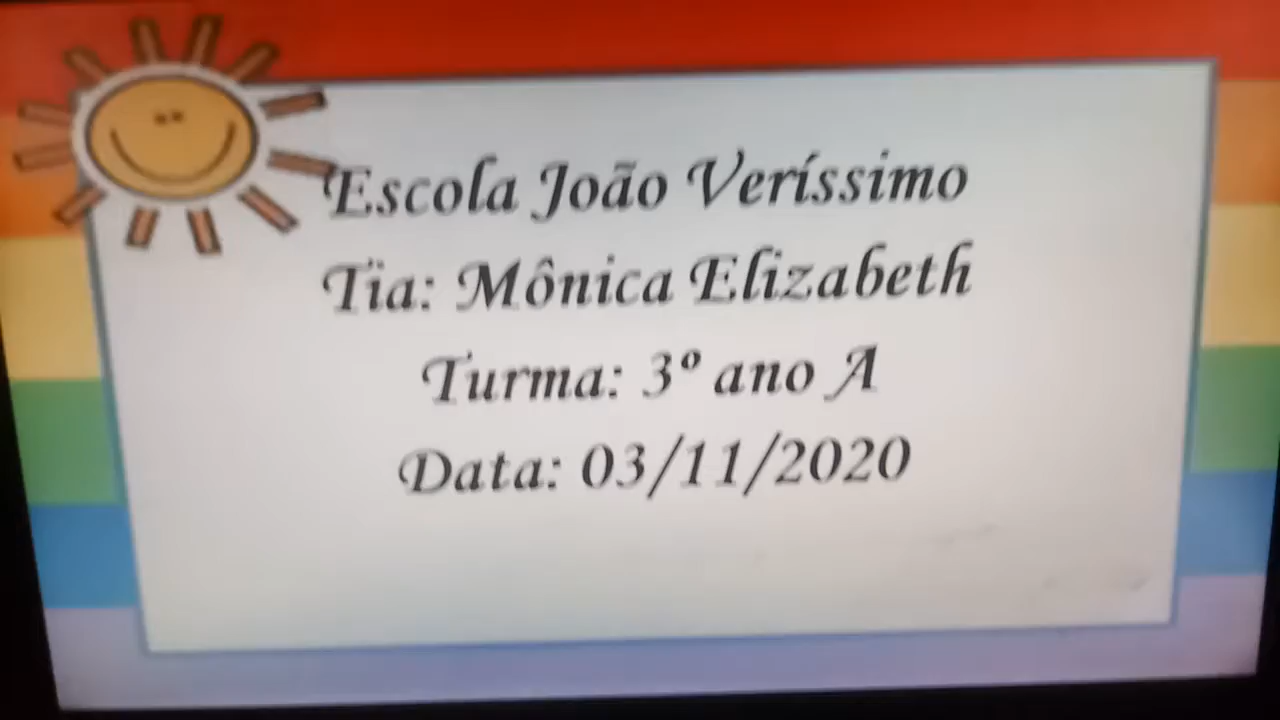 Escola João Veríssimo
Tia: Mônica Elizabeth
Turma: 3º ano A
Data: 03/11/2020